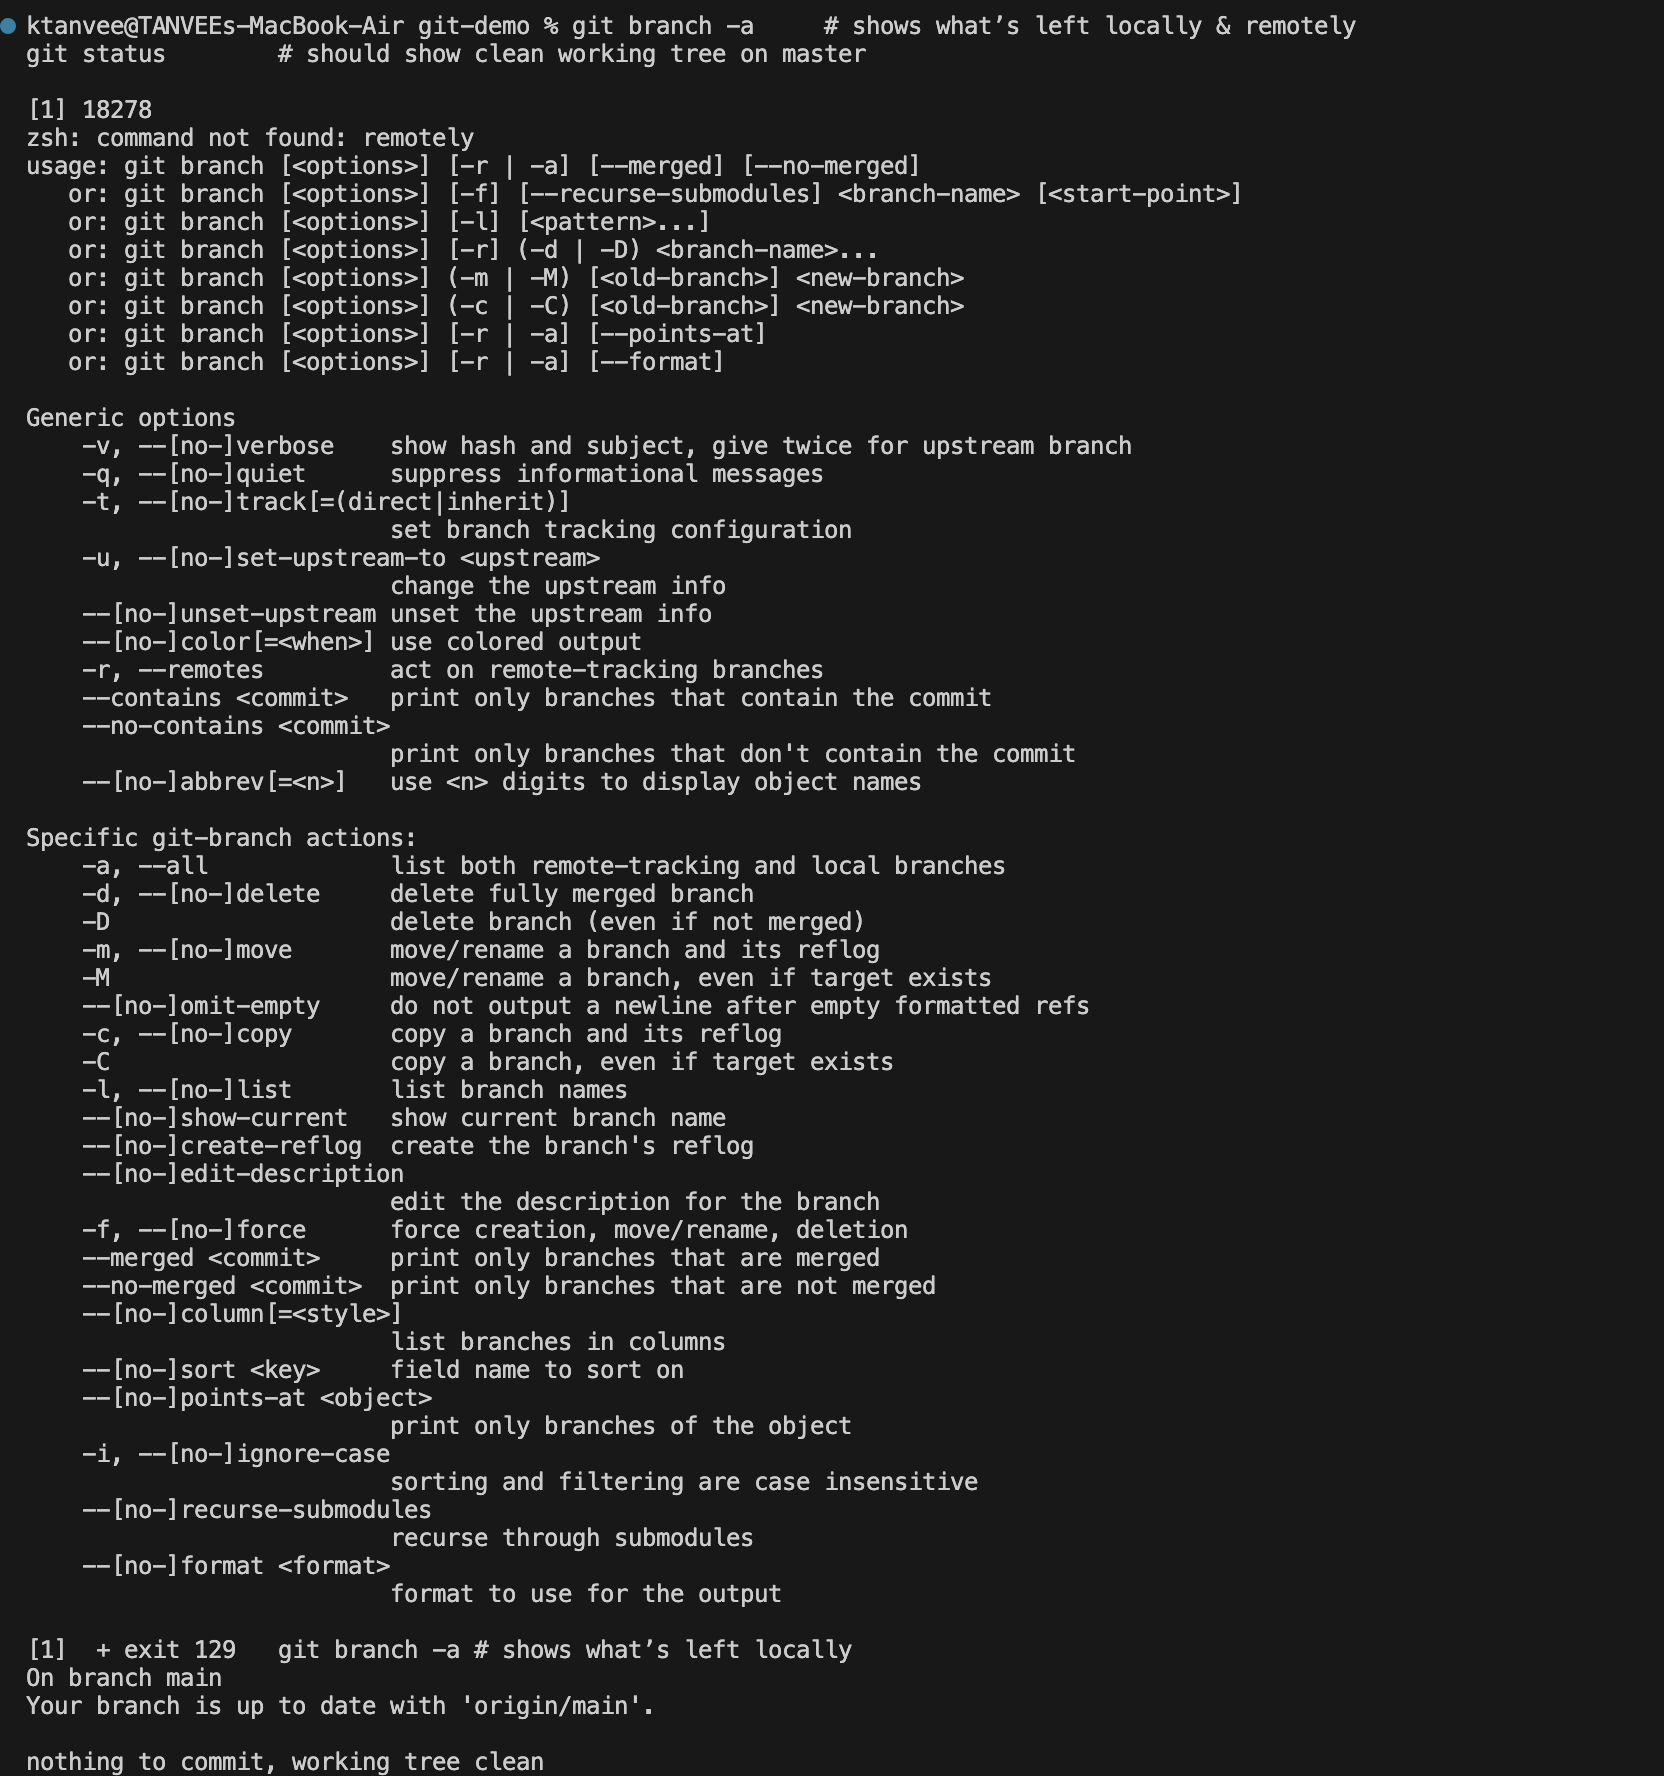 ktanvee@TANVEEs-MacBook-Air git-demo % git branch -a     # shows what’s left locally & remotely
git status        # should show clean working tree on master

[1] 18278
zsh: command not found: remotely
usage: git branch [<options>] [-r | -a] [--merged] [--no-merged]
   or: git branch [<options>] [-f] [--recurse-submodules] <branch-name> [<start-point>]
   or: git branch [<options>] [-l] [<pattern>...]
   or: git branch [<options>] [-r] (-d | -D) <branch-name>...
   or: git branch [<options>] (-m | -M) [<old-branch>] <new-branch>
   or: git branch [<options>] (-c | -C) [<old-branch>] <new-branch>
   or: git branch [<options>] [-r | -a] [--points-at]
   or: git branch [<options>] [-r | -a] [--format]

Generic options
    -v, --[no-]verbose    show hash and subject, give twice for upstream branch
    -q, --[no-]quiet      suppress informational messages
    -t, --[no-]track[=(direct|inherit)]
                          set branch tracking configuration
    -u, --[no-]set-upstream-to <upstream>
                          change the upstream info
    --[no-]unset-upstream unset the upstream info
    --[no-]color[=<when>] use colored output
    -r, --remotes         act on remote-tracking branches
    --contains <commit>   print only branches that contain the commit
    --no-contains <commit>
                          print only branches that don't contain the commit
    --[no-]abbrev[=<n>]   use <n> digits to display object names

Specific git-branch actions:
    -a, --all             list both remote-tracking and local branches
    -d, --[no-]delete     delete fully merged branch
    -D                    delete branch (even if not merged)
    -m, --[no-]move       move/rename a branch and its reflog
    -M                    move/rename a branch, even if target exists
    --[no-]omit-empty     do not output a newline after empty formatted refs
    -c, --[no-]copy       copy a branch and its reflog
    -C                    copy a branch, even if target exists
    -l, --[no-]list       list branch names
    --[no-]show-current   show current branch name
    --[no-]create-reflog  create the branch's reflog
    --[no-]edit-description
                          edit the description for the branch
    -f, --[no-]force      force creation, move/rename, deletion
    --merged <commit>     print only branches that are merged
    --no-merged <commit>  print only branches that are not merged
    --[no-]column[=<style>]
                          list branches in columns
    --[no-]sort <key>     field name to sort on
    --[no-]points-at <object>
                          print only branches of the object
    -i, --[no-]ignore-case
                          sorting and filtering are case insensitive
    --[no-]recurse-submodules
                          recurse through submodules
    --[no-]format <format>
                          format to use for the output

[1]  + exit 129   git branch -a # shows what’s left locally
On branch main
Your branch is up to date with 'origin/main'.

nothing to commit, working tree clean